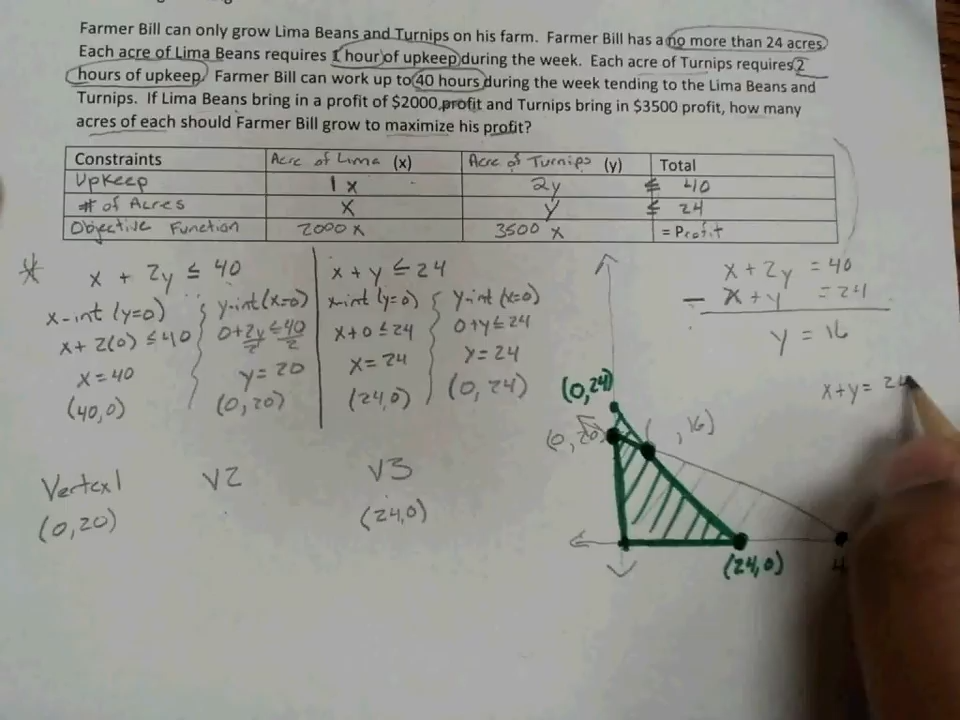 Farmer Bill can only grow Lima Beans and Turnips on his farm. Farmer Bill has a no more than 24 acres.
Each acre of Lima Beans requires 1 hour of upkeep during the week. Each acre of Turnips requires 2
hours of upkeep. Farmer Bill can work up to 40 hours during the week tending to the Lima Beans and
Turnips. If Lima Beans bring in a profit of $2000 profit and Turnips bring in $3500 profit, how many
acres of each should Farmer Bill grow to maximize his profit?
Constraints Acre of Lima (x) Acre of Turnips (y) Total
Upkeep 1x 2y ≤ 40
# of Acres x y ≤ 24
Objective Function 2000x 3500x = Profit
x + 2y ≤ 40
x-int (y=0)
x + 2(0) ≤ 40
x = 40
(40,0)
y-int (x=0)
0+2y ≤ 40
2 2
y = 20
(0,20)
x + y ≤ 24
x-int (y=0)
x+0 ≤ 24
x = 24
(24,0)
y-int (x=0)
0+y ≤ 24
y = 24
(0,24)
x + 2y = 40
- x + y = 24
y = 16
x+y = 24
(0,24)
(0,20)
( ,16)
(24,0)
4
Vertex1 V2 V3
(0,20) (24,0)